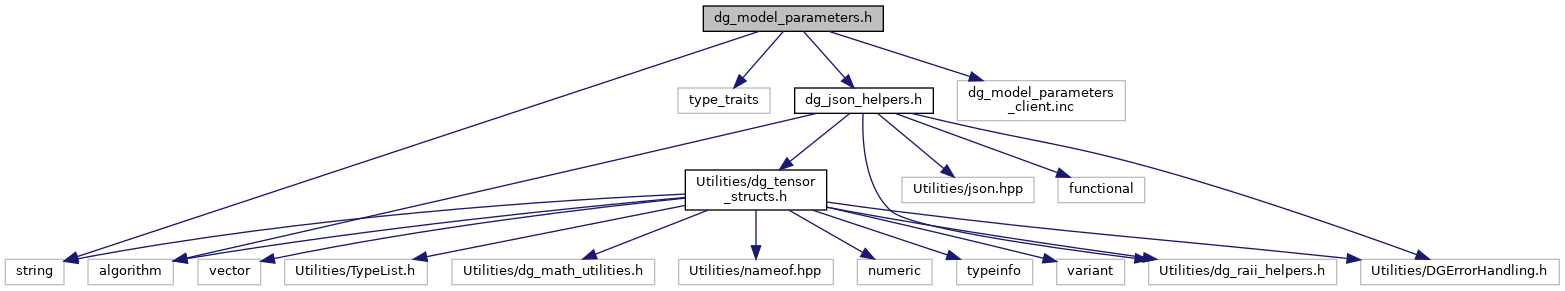 dg_model_parameters.h
type_traits
dg_json_helpers.h
dg_model_parameters
_client.inc
Utilities/dg_tensor
_structs.h
Utilities/json.hpp
functional
string
algorithm
vector
Utilities/TypeList.h
Utilities/dg_math_utilities.h
Utilities/nameof.hpp
numeric
typeinfo
variant
Utilities/dg_raii_helpers.h
Utilities/DGErrorHandling.h